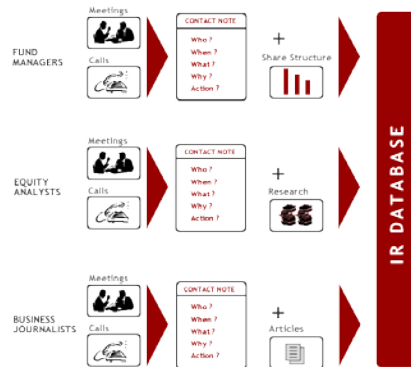 Meetings
FUND
MANAGERS
Calls
CONTACT NOTE
Who ?
When ?
What ?
Why ?
Action ?
+
Share Structure
Meetings
EQUITY
ANALYSTS
Calls
CONTACT NOTE
Who ?
When ?
What ?
Why ?
Action ?
+
Research
Meetings
BUSINESS
JOURNALISTS
Calls
CONTACT NOTE
Who ?
When ?
What ?
Why ?
Action ?
+
Articles
IR DATABASE